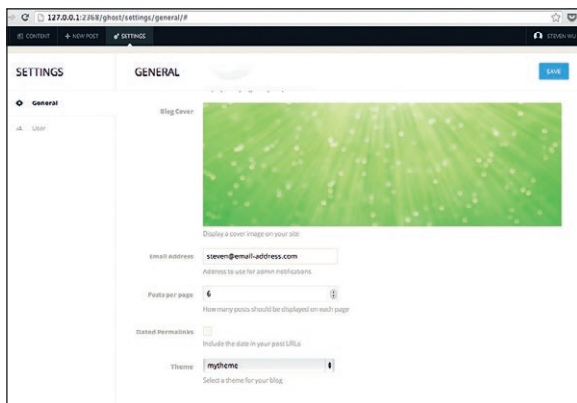 127.0.0.1:2368/ghost/settings/general/#
CONTENT + NEW POST SETTINGS STEVEN WU
SETTINGS GENERAL SAVE
General
User
Blog Cover
Display a cover image on your site
Email Address steven@email-address.com
Address to use for admin notifications
Posts per page 6
How many posts should be displayed on each page
Dated Permalinks
Include the date in your post URLs
Theme mytheme
Select a theme for your blog